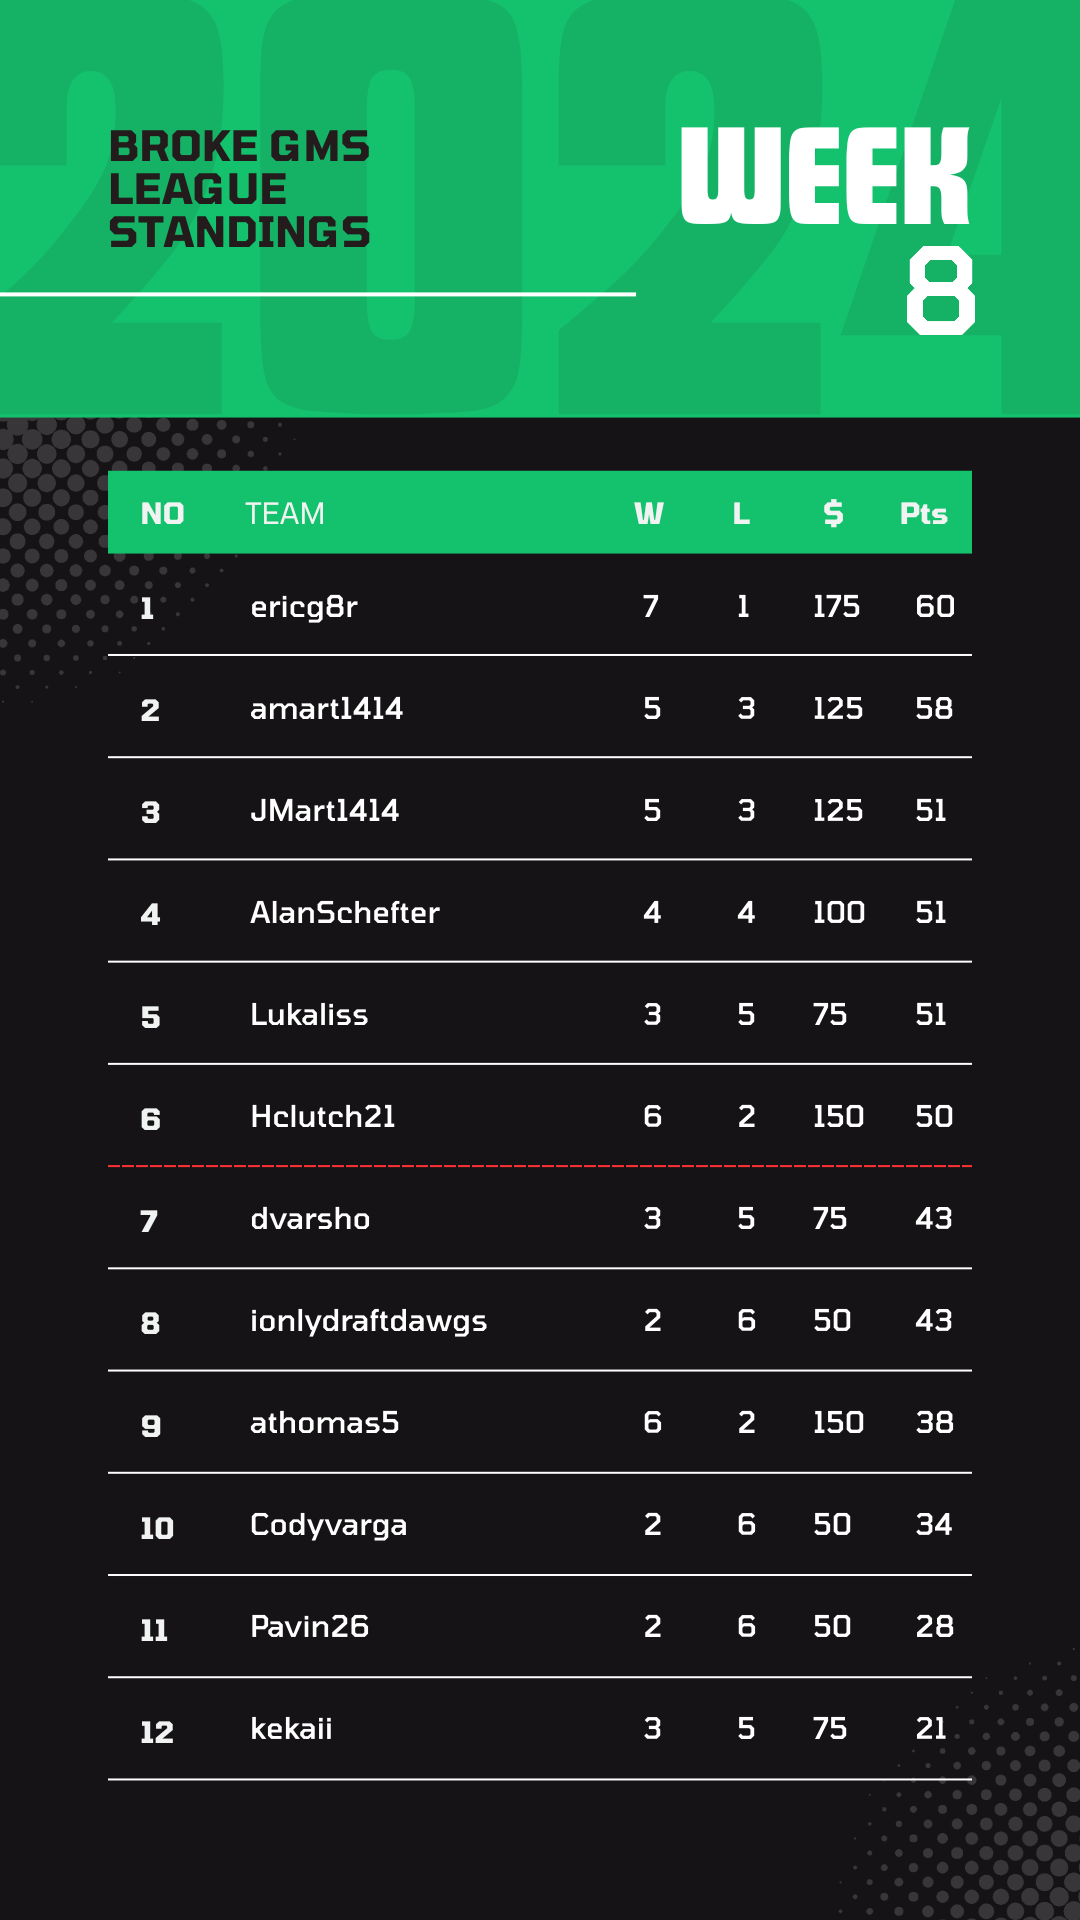 2024
BROKE GMS
LEAGUE
STANDINGS
WEEK
8
NO TEAM W L $ Pts
1 ericg8r 7 1 175 60
2 amart1414 5 3 125 58
3 JMart1414 5 3 125 51
4 AlanSchefter 4 4 100 51
5 Lukaliss 3 5 75 51
6 Hclutch21 6 2 150 50
7 dvarsho 3 5 75 43
8 ionlydraftdawgs 2 6 50 43
9 athomas5 6 2 150 38
10 Codyvarga 2 6 50 34
11 Pavin26 2 6 50 28
12 kekaii 3 5 75 21